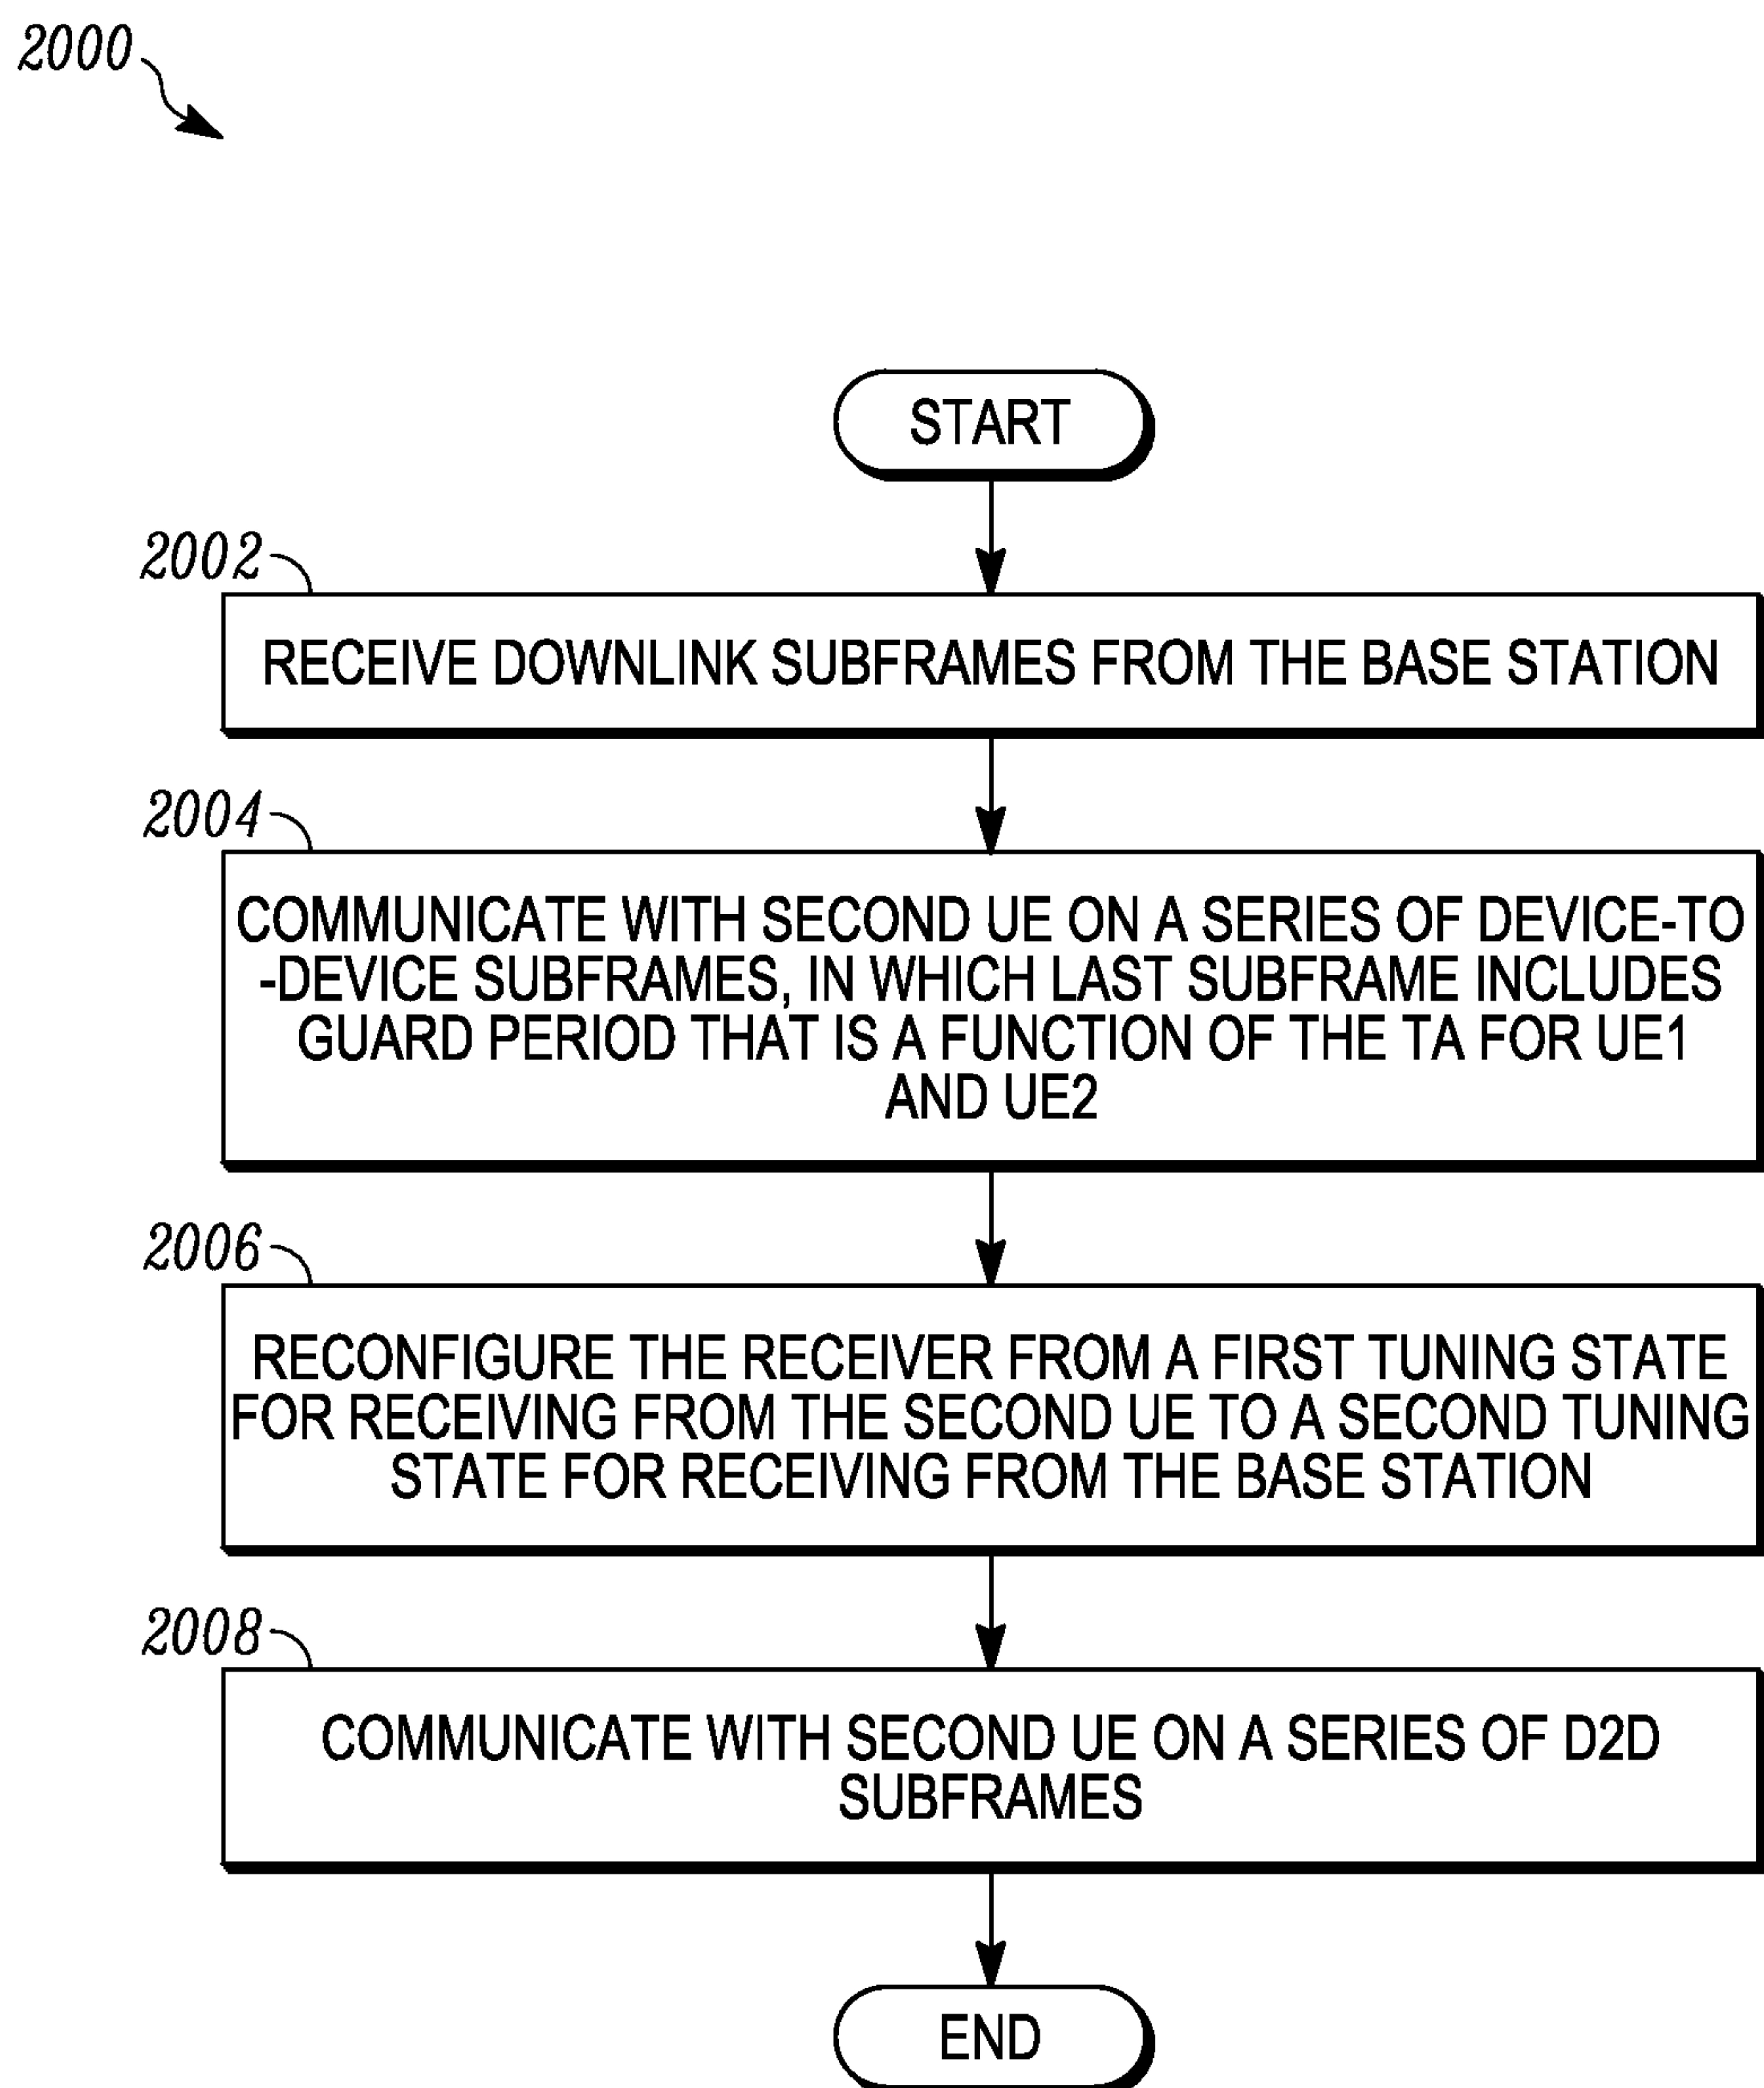 2000
START
2002
RECEIVE DOWNLINK SUBFRAMES FROM THE BASE STATION
2004
COMMUNICATE WITH SECOND UE ON A SERIES OF DEVICE-TO
-DEVICE SUBFRAMES, IN WHICH LAST SUBFRAME INCLUDES
GUARD PERIOD THAT IS A FUNCTION OF THE TA FOR UE1
AND UE2
2006
RECONFIGURE THE RECEIVER FROM A FIRST TUNING STATE
FOR RECEIVING FROM THE SECOND UE TO A SECOND TUNING
STATE FOR RECEIVING FROM THE BASE STATION
2008
COMMUNICATE WITH SECOND UE ON A SERIES OF D2D
SUBFRAMES
END